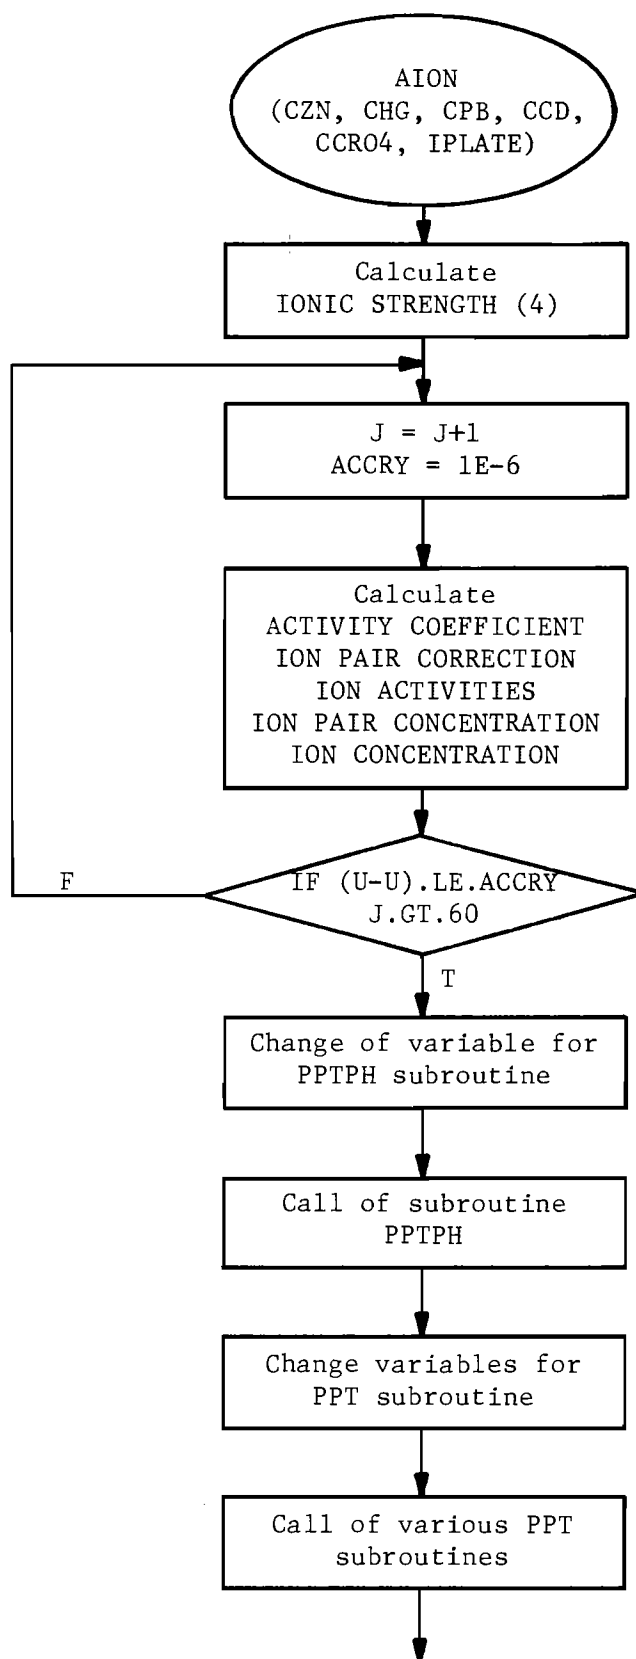 AION
(CZN, CHG, CPB, CCD,
CCRO4, IPLATE)
Calculate
IONIC STRENGTH (4)
J = J+1
ACCRY = 1E-6
Calculate
ACTIVITY COEFFICIENT
ION PAIR CORRECTION
ION ACTIVITIES
ION PAIR CONCENTRATION
ION CONCENTRATION
F
IF (U-U).LE.ACCRY
J.GT.60
T
Change of variable for
PPTPH subroutine
Call of subroutine
PPTPH
Change variables for
PPT subroutine
Call of various PPT
subroutines